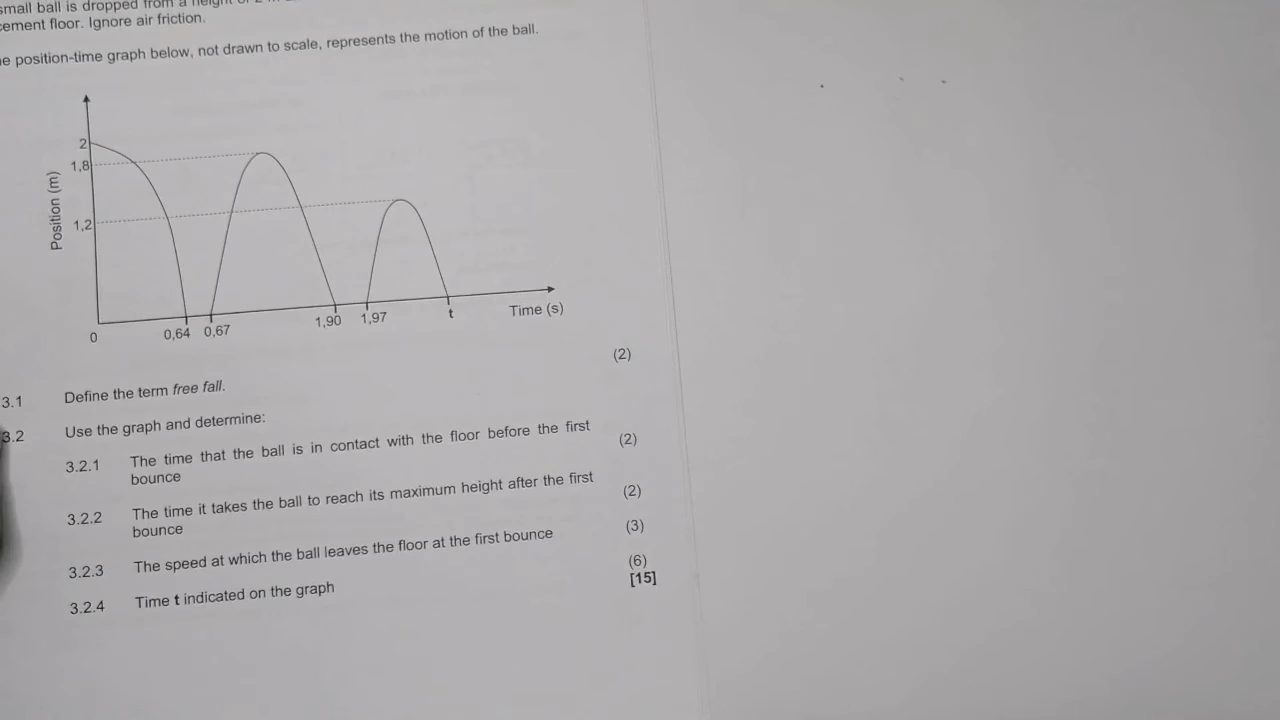 small ball is dropped from a height of 2 m
cement floor. Ignore air friction.
position-time graph below, not drawn to scale, represents the motion of the ball.
2
1,8
1,2
Position (m)
0
0,64
0,67
1,90
1,97
t
Time (s)
3.1 Define the term free fall. (2)
3.2 Use the graph and determine:
3.2.1 The time that the ball is in contact with the floor before the first
bounce (2)
3.2.2 The time it takes the ball to reach its maximum height after the first
bounce (2)
3.2.3 The speed at which the ball leaves the floor at the first bounce (3)
3.2.4 Time t indicated on the graph (6)
[15]